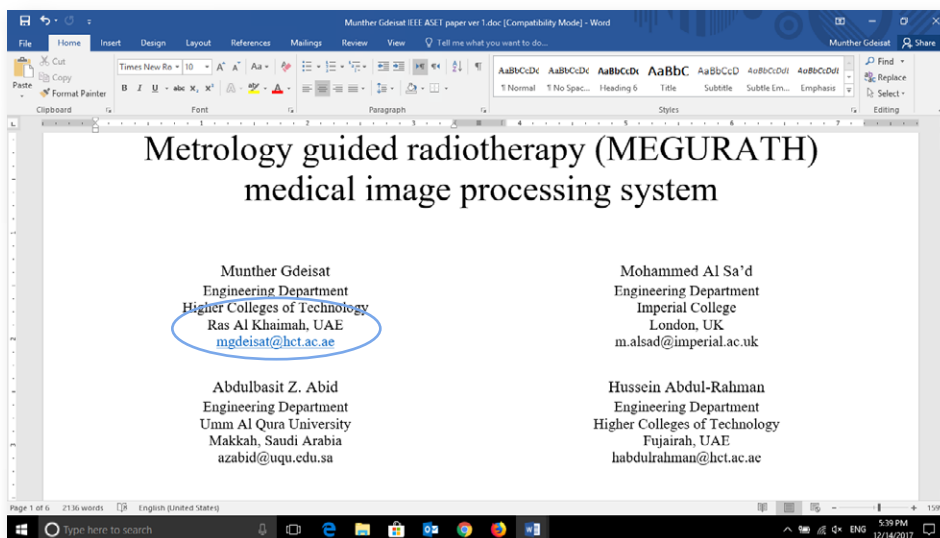 Munther Gdeisat IEEE ASET paper ver 1.doc [Compatibility Mode] - Word
File Home Insert Design Layout References Mailings Review View Tell me what you want to do... Munther Gdeisat Share
Cut
Copy
Format Painter
Paste
Times New Ro 10
AaBbCcDc AaBbCcDc AaBbCcDc AaBbC AaBbCcD AaBbCcDdI AaBbCcDdI
¶ Normal ¶ No Spac... Heading 6 Title Subtitle Subtle Em... Emphasis
Find
Replace
Select
Clipboard Font Paragraph Styles Editing
Metrology guided radiotherapy (MEGURATH)
medical image processing system
Munther Gdeisat
Engineering Department
Higher Colleges of Technology
Ras Al Khaimah, UAE
mgdeisat@hct.ac.ae
Mohammed Al Sa’d
Engineering Department
Imperial College
London, UK
m.alsad@imperial.ac.uk
Abdulbasit Z. Abid
Engineering Department
Umm Al Qura University
Makkah, Saudi Arabia
azabid@uqu.edu.sa
Hussein Abdul-Rahman
Engineering Department
Higher Colleges of Technology
Fujairah, UAE
habdulrahman@hct.ac.ae
Page 1 of 6 2136 words English (United States)
Type here to search
ENG 5:39 PM
12/14/2017